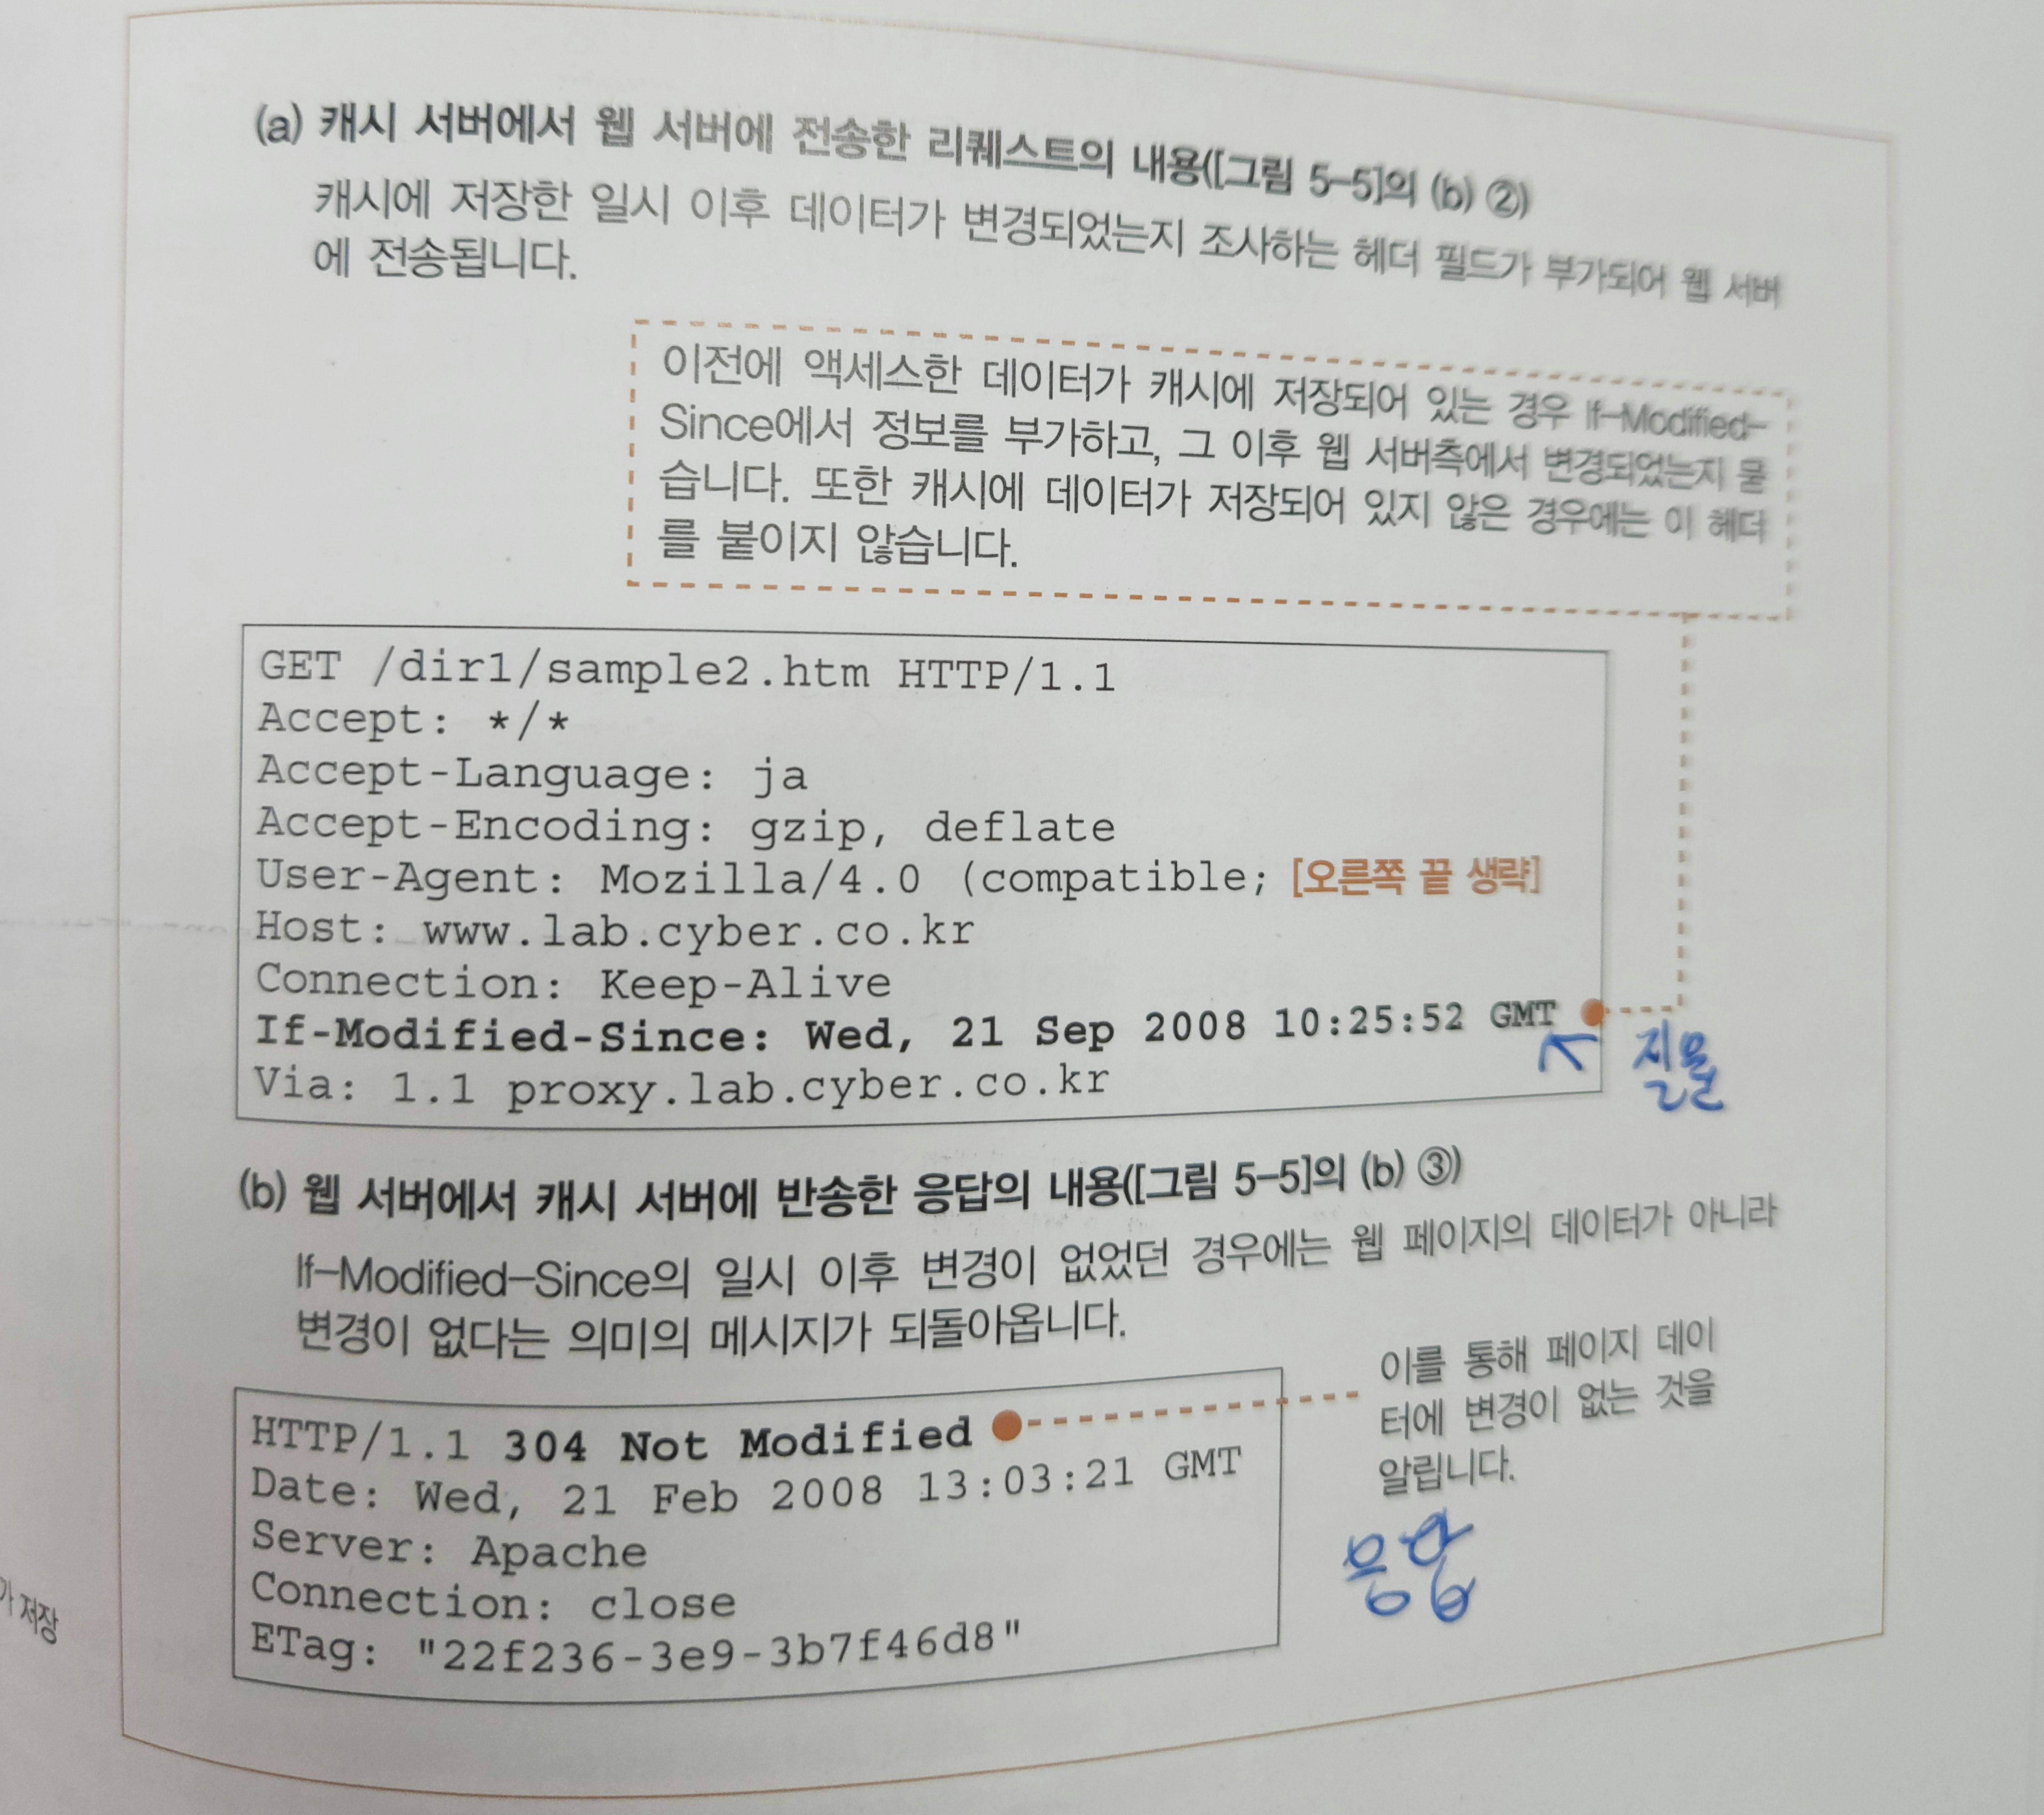 (a) 캐시 서버에서 웹 서버에 전송한 리퀘스트의 내용([그림 5-5]의 (b) ②)
캐시에 저장한 일시 이후 데이터가 변경되었는지 조사하는 헤더 필드가 부가되어 웹 서버
에 전송됩니다.
이전에 액세스한 데이터가 캐시에 저장되어 있는 경우 If-Modified-
Since에서 정보를 부가하고, 그 이후 웹 서버측에서 변경되었는지 묻
습니다. 또한 캐시에 데이터가 저장되어 있지 않은 경우에는 이 헤더
를 붙이지 않습니다.
GET /dir1/sample2.htm HTTP/1.1
Accept: */*
Accept-Language: ja
Accept-Encoding: gzip, deflate
User-Agent: Mozilla/4.0 (compatible; [오른쪽 끝 생략]
Host: www.lab.cyber.co.kr
Connection: Keep-Alive
If-Modified-Since: Wed, 21 Sep 2008 10:25:52 GMT
Via: 1.1 proxy.lab.cyber.co.kr
질문
(b) 웹 서버에서 캐시 서버에 반송한 응답의 내용([그림 5-5]의 (b) ③)
If-Modified-Since의 일시 이후 변경이 없었던 경우에는 웹 페이지의 데이터가 아니라
변경이 없다는 의미의 메시지가 되돌아옵니다.
HTTP/1.1 304 Not Modified
Date: Wed, 21 Feb 2008 13:03:21 GMT
Server: Apache
Connection: close
ETag: "22f236-3e9-3b7f46d8"
이를 통해 페이지 데이
터에 변경이 없는 것을
알립니다.
응답
가 저장